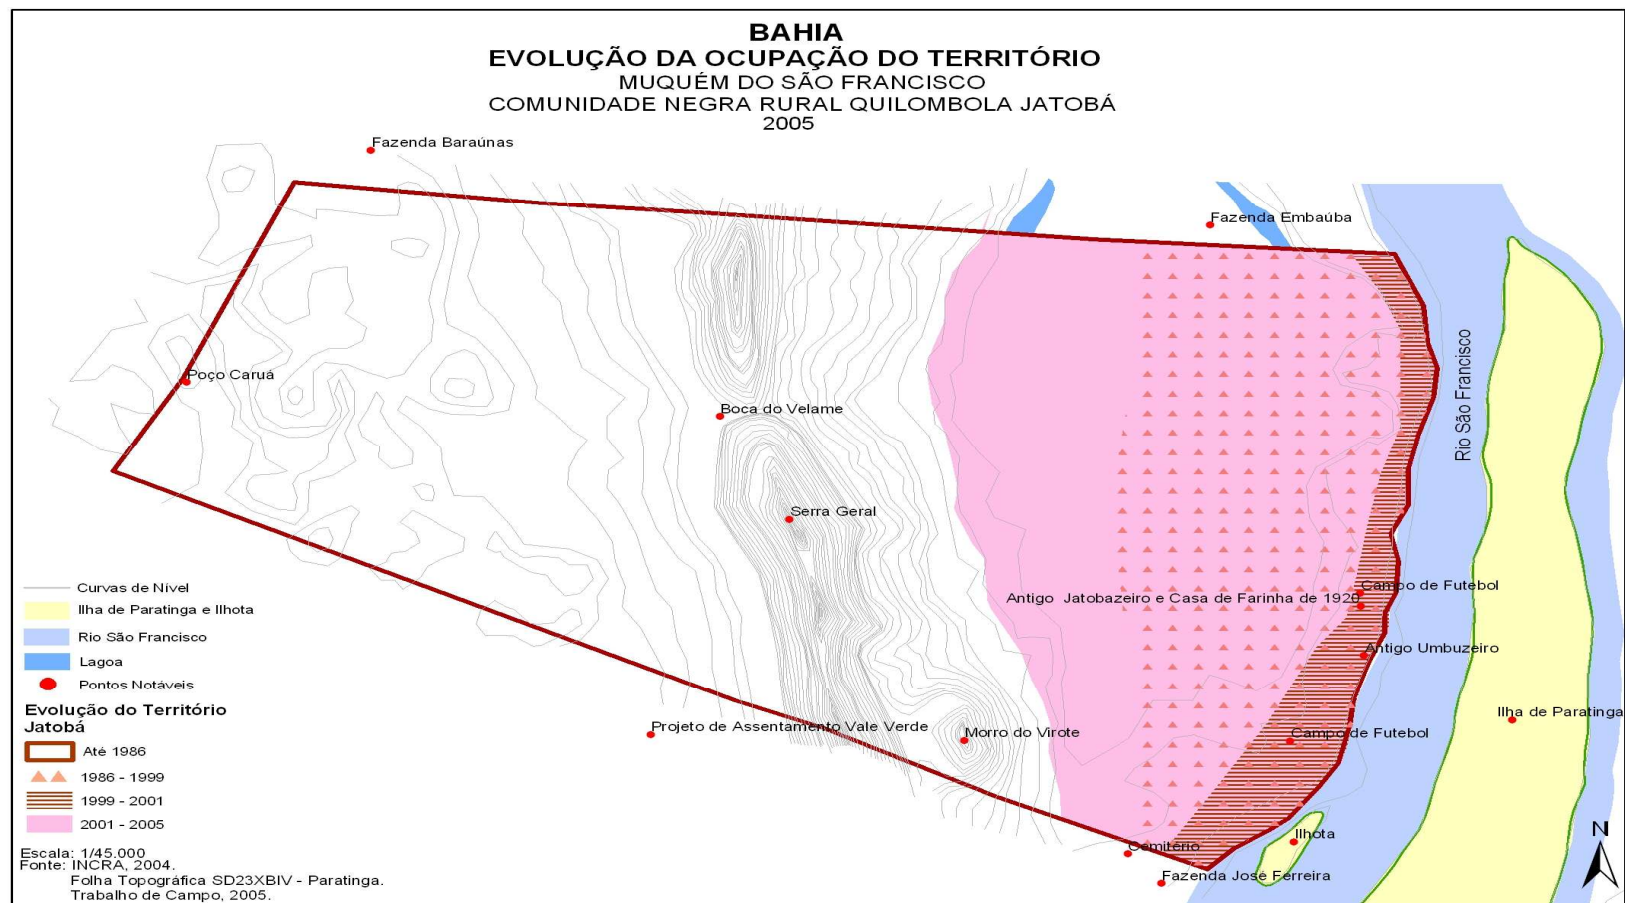 BAHIA
EVOLUÇÃO DA OCUPAÇÃO DO TERRITÓRIO
MUQUÉM DO SÃO FRANCISCO
COMUNIDADE NEGRA RURAL QUILOMBOLA JATOBÁ
2005
Fazenda Baraúnas
Fazenda Embaúba
Rio São Francisco
Poço Caruá
Boca do Velame
Serra Geral
Campo de Futebol
Antigo Jatobazeiro e Casa de Farinha de 1920
Antigo Umbuzeiro
Ilha de Paratinga
Projeto de Assentamento Vale Verde
Morro do Virote
Campo de Futebol
Ilhota
Cemitério
Fazenda José Ferreira
N
Curvas de Nível
Ilha de Paratinga e Ilhota
Rio São Francisco
Lagoa
Pontos Notáveis
Evolução do Território
Jatobá
Até 1986
1986 - 1999
1999 - 2001
2001 - 2005
Escala: 1/45.000
Fonte: INCRA, 2004.
Folha Topográfica SD23XBIV - Paratinga.
Trabalho de Campo, 2005.